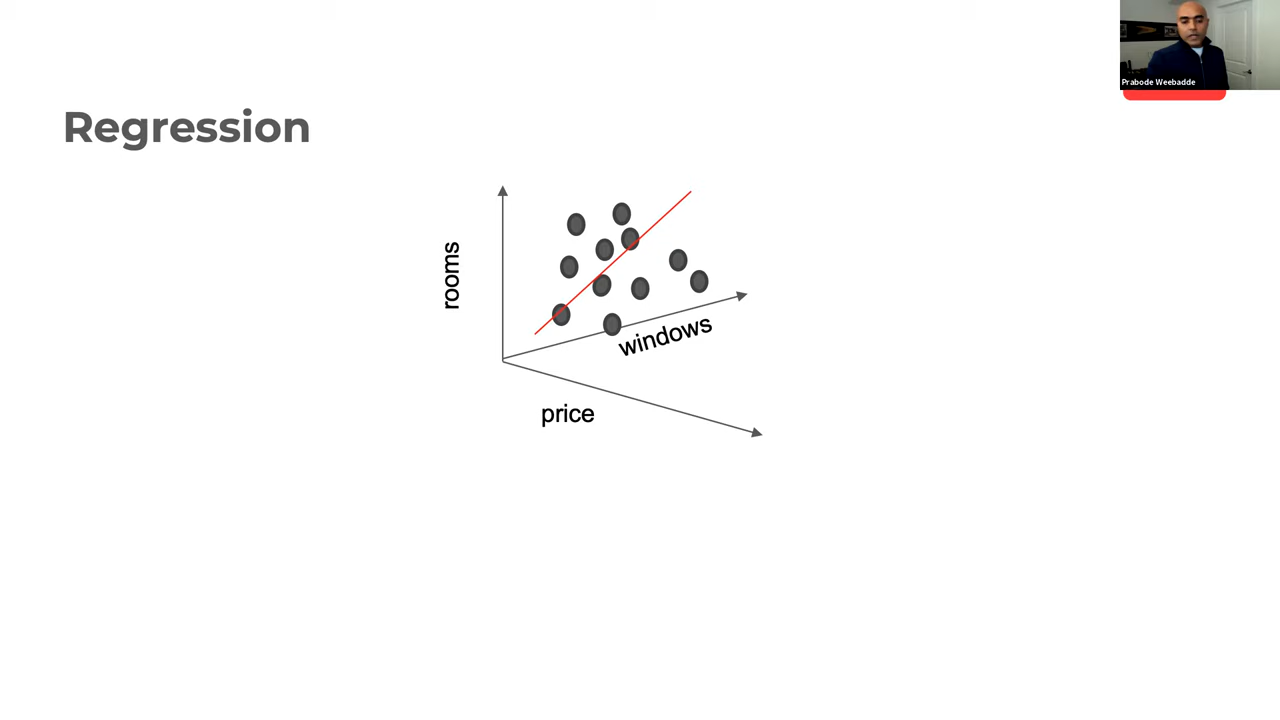 Prabode Weebadde
Regression
rooms
windows
price